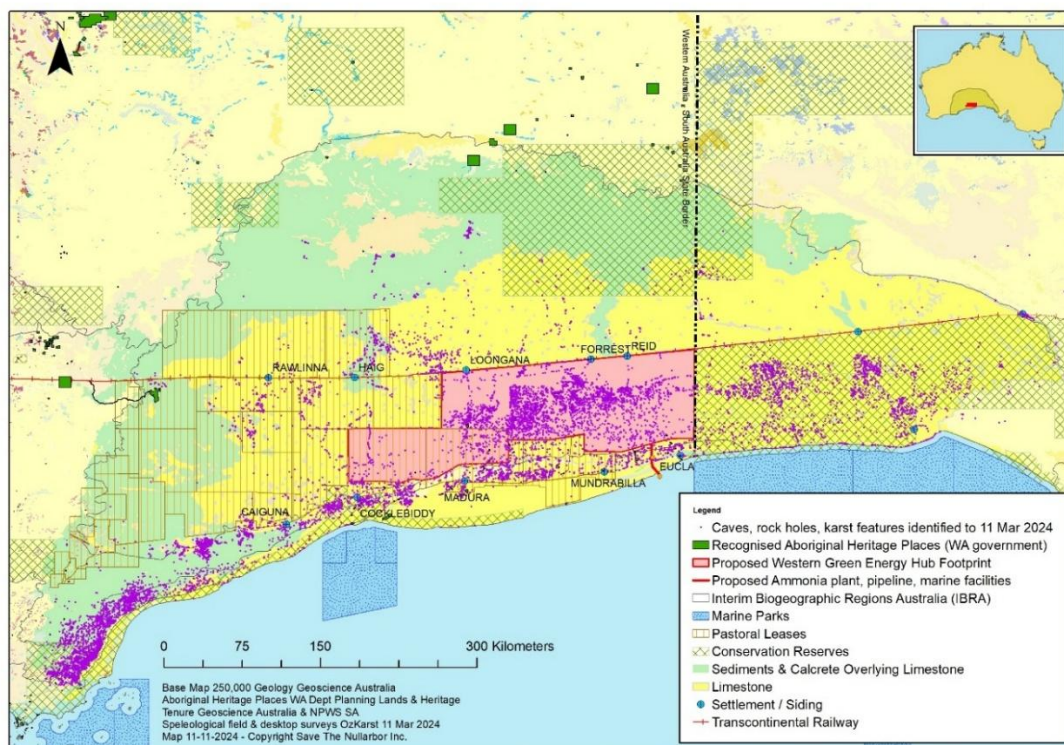 N
Western Australia South Australia State Border
RAWLINNA
HAIG
LOONGANA
FORREST
REID
CAIGUNA
COCKLEBIDDY
MADURA
MUNDRABILLA
EUCLA
0 75 150 300 Kilometers
Base Map 250,000 Geology Geoscience Australia
Aboriginal Heritage Places WA Dept Planning Lands & Heritage
Tenure Geoscience Australia & NPWS SA
Speleological field & desktop surveys OzKarst 11 Mar 2024
Map 11-11-2024 - Copyright Save The Nullarbor Inc.
Legend
Caves, rock holes, karst features identified to 11 Mar 2024
Recognised Aboriginal Heritage Places (WA government)
Proposed Western Green Energy Hub Footprint
Proposed Ammonia plant, pipeline, marine facilities
Interim Biogeographic Regions Australia (IBRA)
Marine Parks
Pastoral Leases
Conservation Reserves
Sediments & Calcrete Overlying Limestone
Limestone
Settlement / Siding
Transcontinental Railway